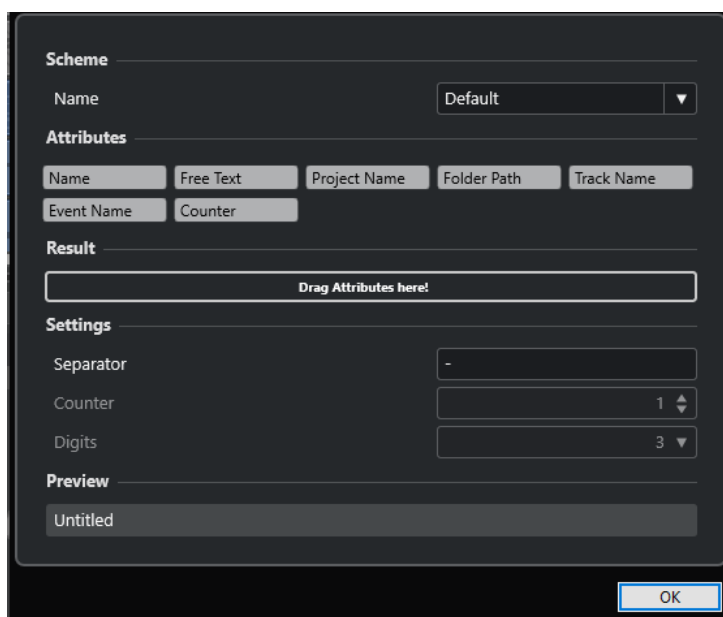 Scheme
Name Default
Attributes
Name Free Text Project Name Folder Path Track Name
Event Name Counter
Result
Drag Attributes here!
Settings
Separator -
Counter 1
Digits 3
Preview
Untitled
OK